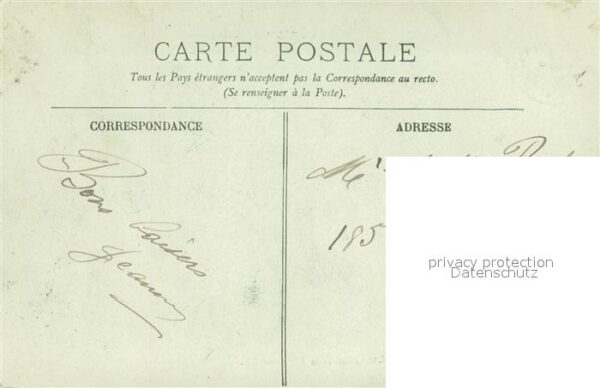 CARTE POSTALE
Tous les Pays étrangers n'acceptent pas la Correspondance au recto.
(Se renseigner à la Poste).
CORRESPONDANCE
ADRESSE
Bons baisers
185
privacy protection
Datenschutz